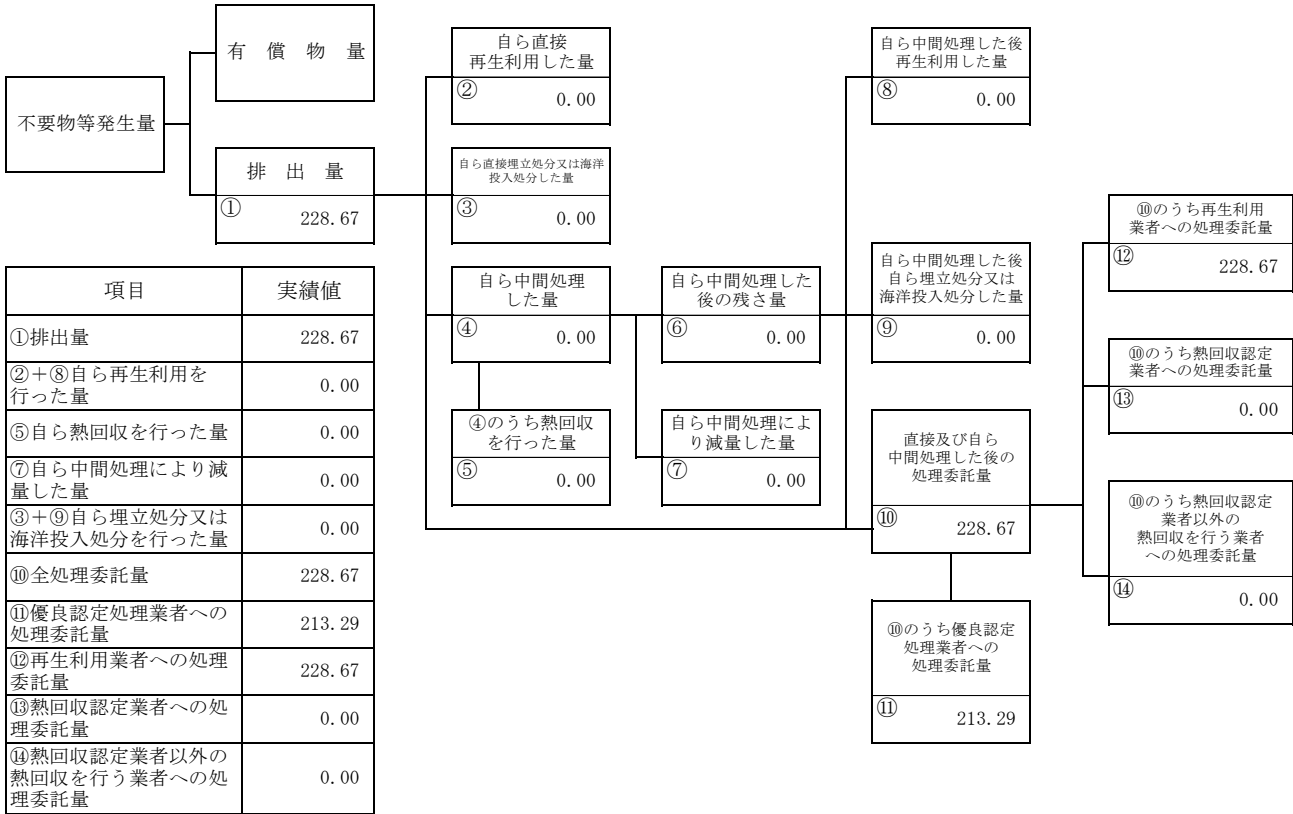 有 償 物 量
不要物等発生量
排 出 量
① 228.67
自ら直接
再生利用した量
② 0.00
自ら直接埋立処分又は海洋
投入処分した量
③ 0.00
自ら中間処理
した量
④ 0.00
④のうち熱回収
を行った量
⑤ 0.00
自ら中間処理した
後の残さ量
⑥ 0.00
自ら中間処理によ
り減量した量
⑦ 0.00
自ら中間処理した後
再生利用した量
⑧ 0.00
自ら中間処理した後
自ら埋立処分又は
海洋投入処分した量
⑨ 0.00
直接及び自ら
中間処理した後の
処理委託量
⑩ 228.67
⑩のうち優良認定
処理業者への
処理委託量
⑪ 213.29
⑩のうち再生利用
業者への処理委託量
⑫ 228.67
⑩のうち熱回収認定
業者への処理委託量
⑬ 0.00
⑩のうち熱回収認定
業者以外の
熱回収を行う業者
への処理委託量
⑭ 0.00
項目 実績値
①排出量 228.67
②＋⑧自ら再生利用を
行った量 0.00
⑤自ら熱回収を行った量 0.00
⑦自ら中間処理により減
量した量 0.00
③＋⑨自ら埋立処分又は
海洋投入処分を行った量 0.00
⑩全処理委託量 228.67
⑪優良認定処理業者への
処理委託量 213.29
⑫再生利用業者への処理
委託量 228.67
⑬熱回収認定業者への処
理委託量 0.00
⑭熱回収認定業者以外の
熱回収を行う業者への処
理委託量 0.00